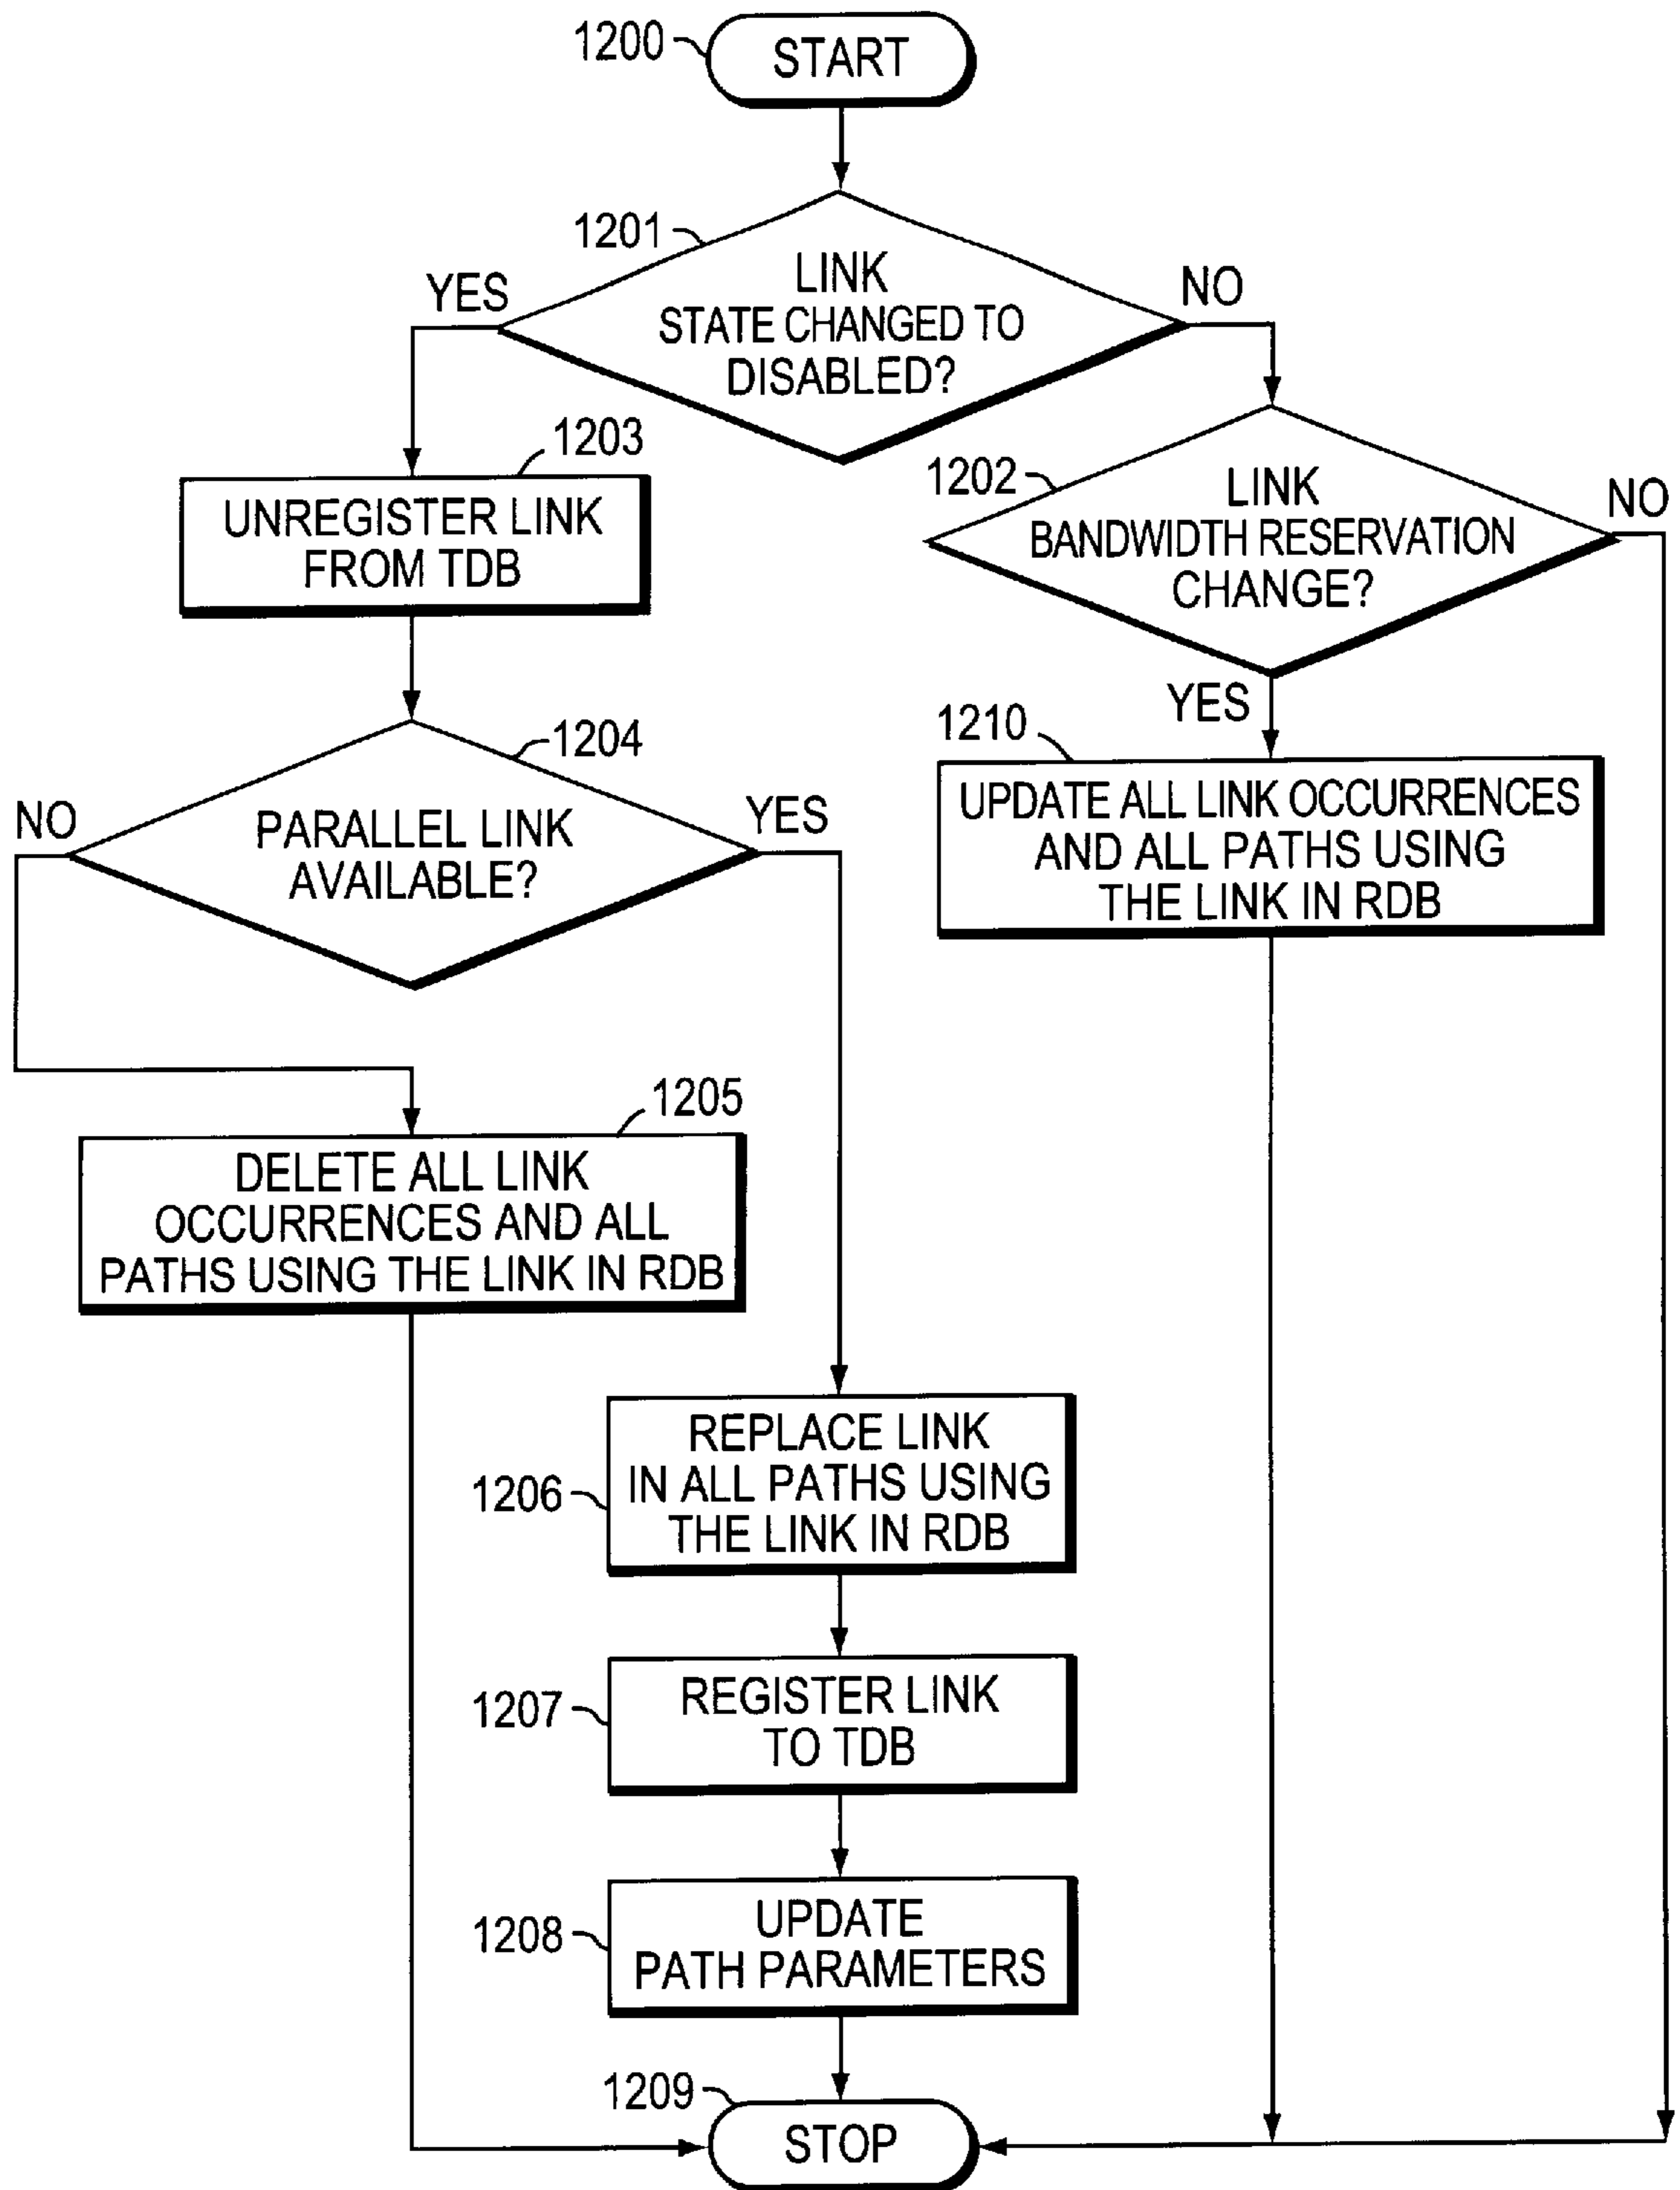 1200
START
1201
LINK
STATE CHANGED TO
DISABLED?
YES
NO
1203
UNREGISTER LINK
FROM TDB
1202
LINK
BANDWIDTH RESERVATION
CHANGE?
NO
YES
1204
PARALLEL LINK
AVAILABLE?
NO
YES
1210
UPDATE ALL LINK OCCURRENCES
AND ALL PATHS USING
THE LINK IN RDB
1205
DELETE ALL LINK
OCCURRENCES AND ALL
PATHS USING THE LINK IN RDB
1206
REPLACE LINK
IN ALL PATHS USING
THE LINK IN RDB
1207
REGISTER LINK
TO TDB
1208
UPDATE
PATH PARAMETERS
1209
STOP